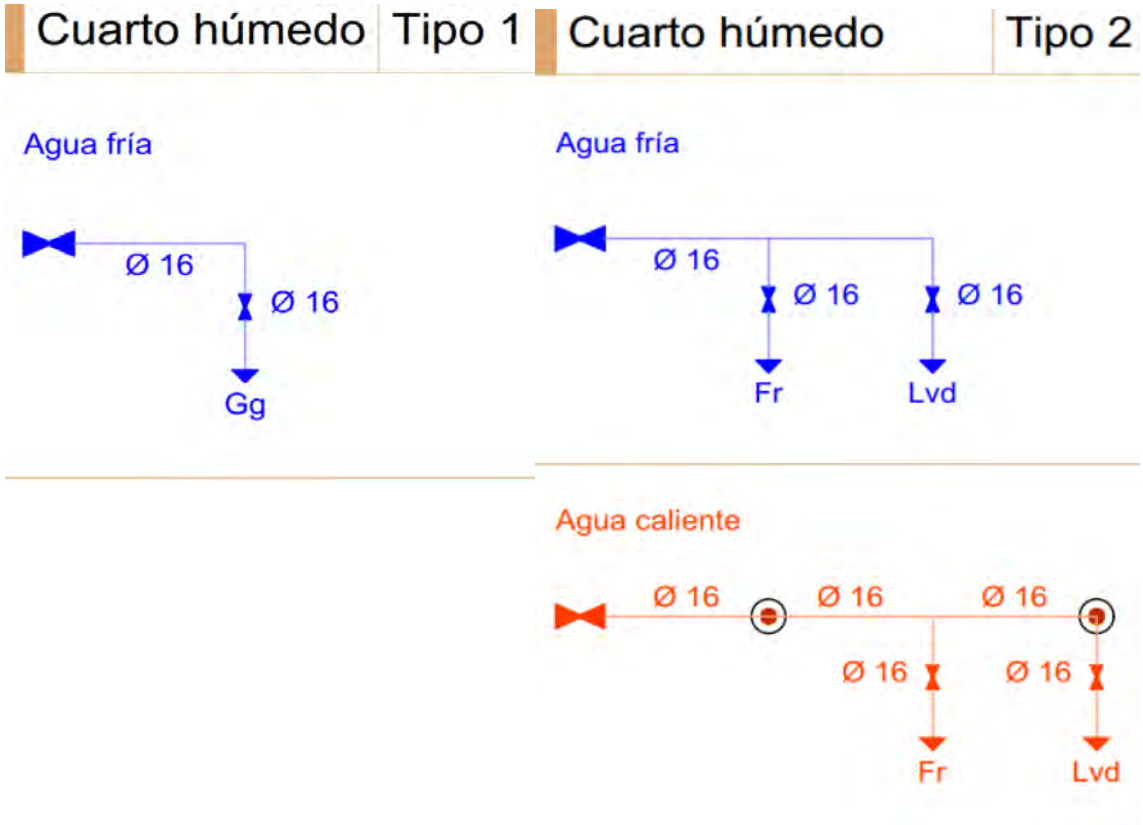 Cuarto húmedo Tipo 1
Agua fría
Ø 16
Ø 16
Gg
Cuarto húmedo Tipo 2
Agua fría
Ø 16
Ø 16 Ø 16
Fr Lvd
Agua caliente
Ø 16 Ø 16 Ø 16
Ø 16 Ø 16
Fr Lvd